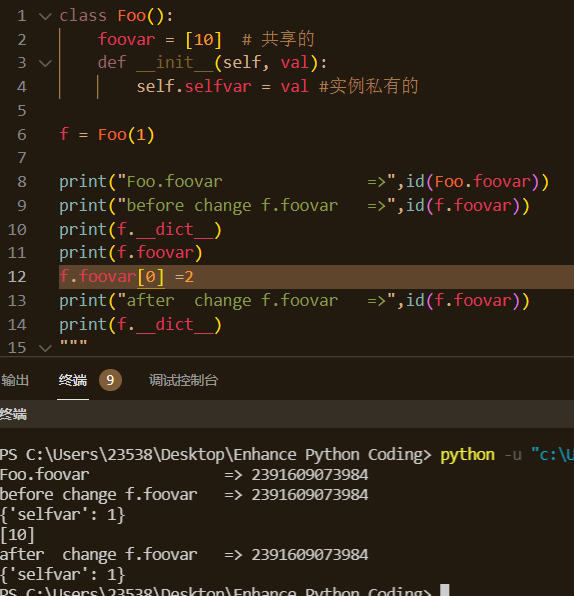 1 class Foo():
2     foovar = [10]  # 共享的
3     def __init__(self, val):
4         self.selfvar = val #实例私有的
5
6 f = Foo(1)
7
8 print("Foo.foovar               =>",id(Foo.foovar))
9 print("before change f.foovar   =>",id(f.foovar))
10 print(f.__dict__)
11 print(f.foovar)
12 f.foovar[0] =2
13 print("after  change f.foovar   =>",id(f.foovar))
14 print(f.__dict__)
15 """
输出 终端 9 调试控制台
终端
PS C:\Users\23538\Desktop\Enhance Python Coding> python -u "c:\U
Foo.foovar               => 2391609073984
before change f.foovar   => 2391609073984
{'selfvar': 1}
[10]
after  change f.foovar   => 2391609073984
{'selfvar': 1}
PS C:\Users\23538\Desktop\Enhance Python Coding>